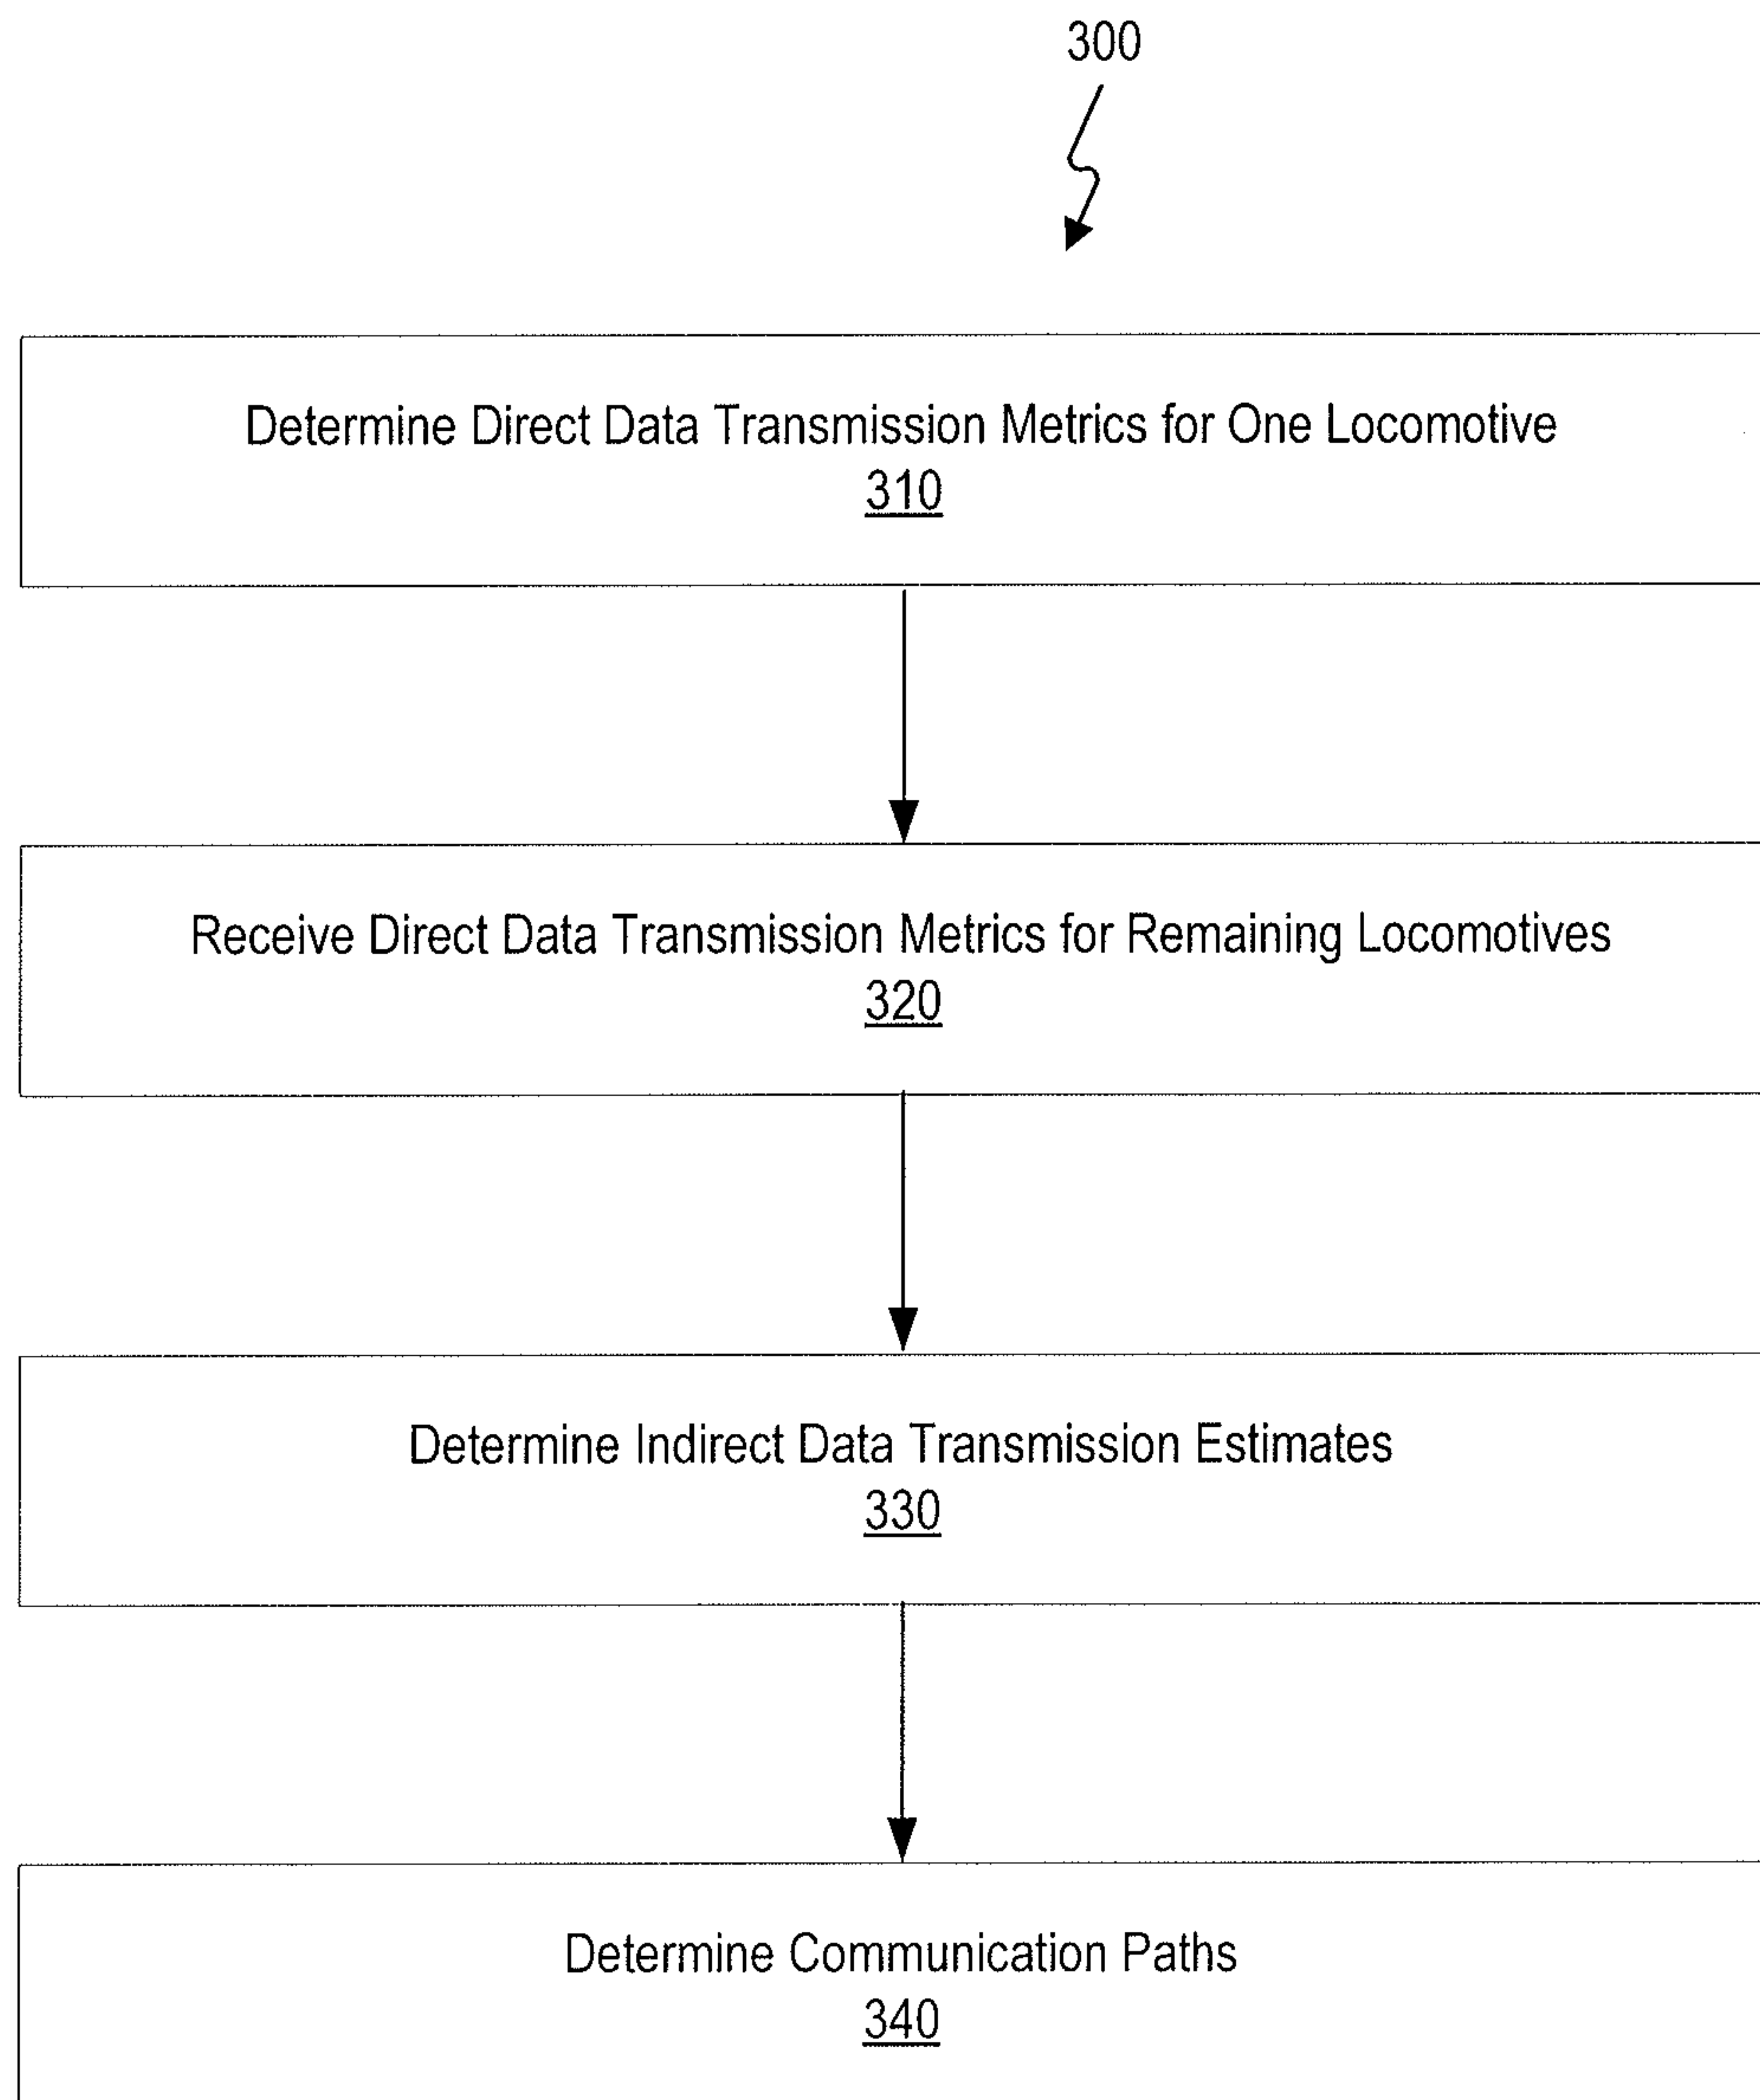 300
Determine Direct Data Transmission Metrics for One Locomotive
310
Receive Direct Data Transmission Metrics for Remaining Locomotives
320
Determine Indirect Data Transmission Estimates
330
Determine Communication Paths
340